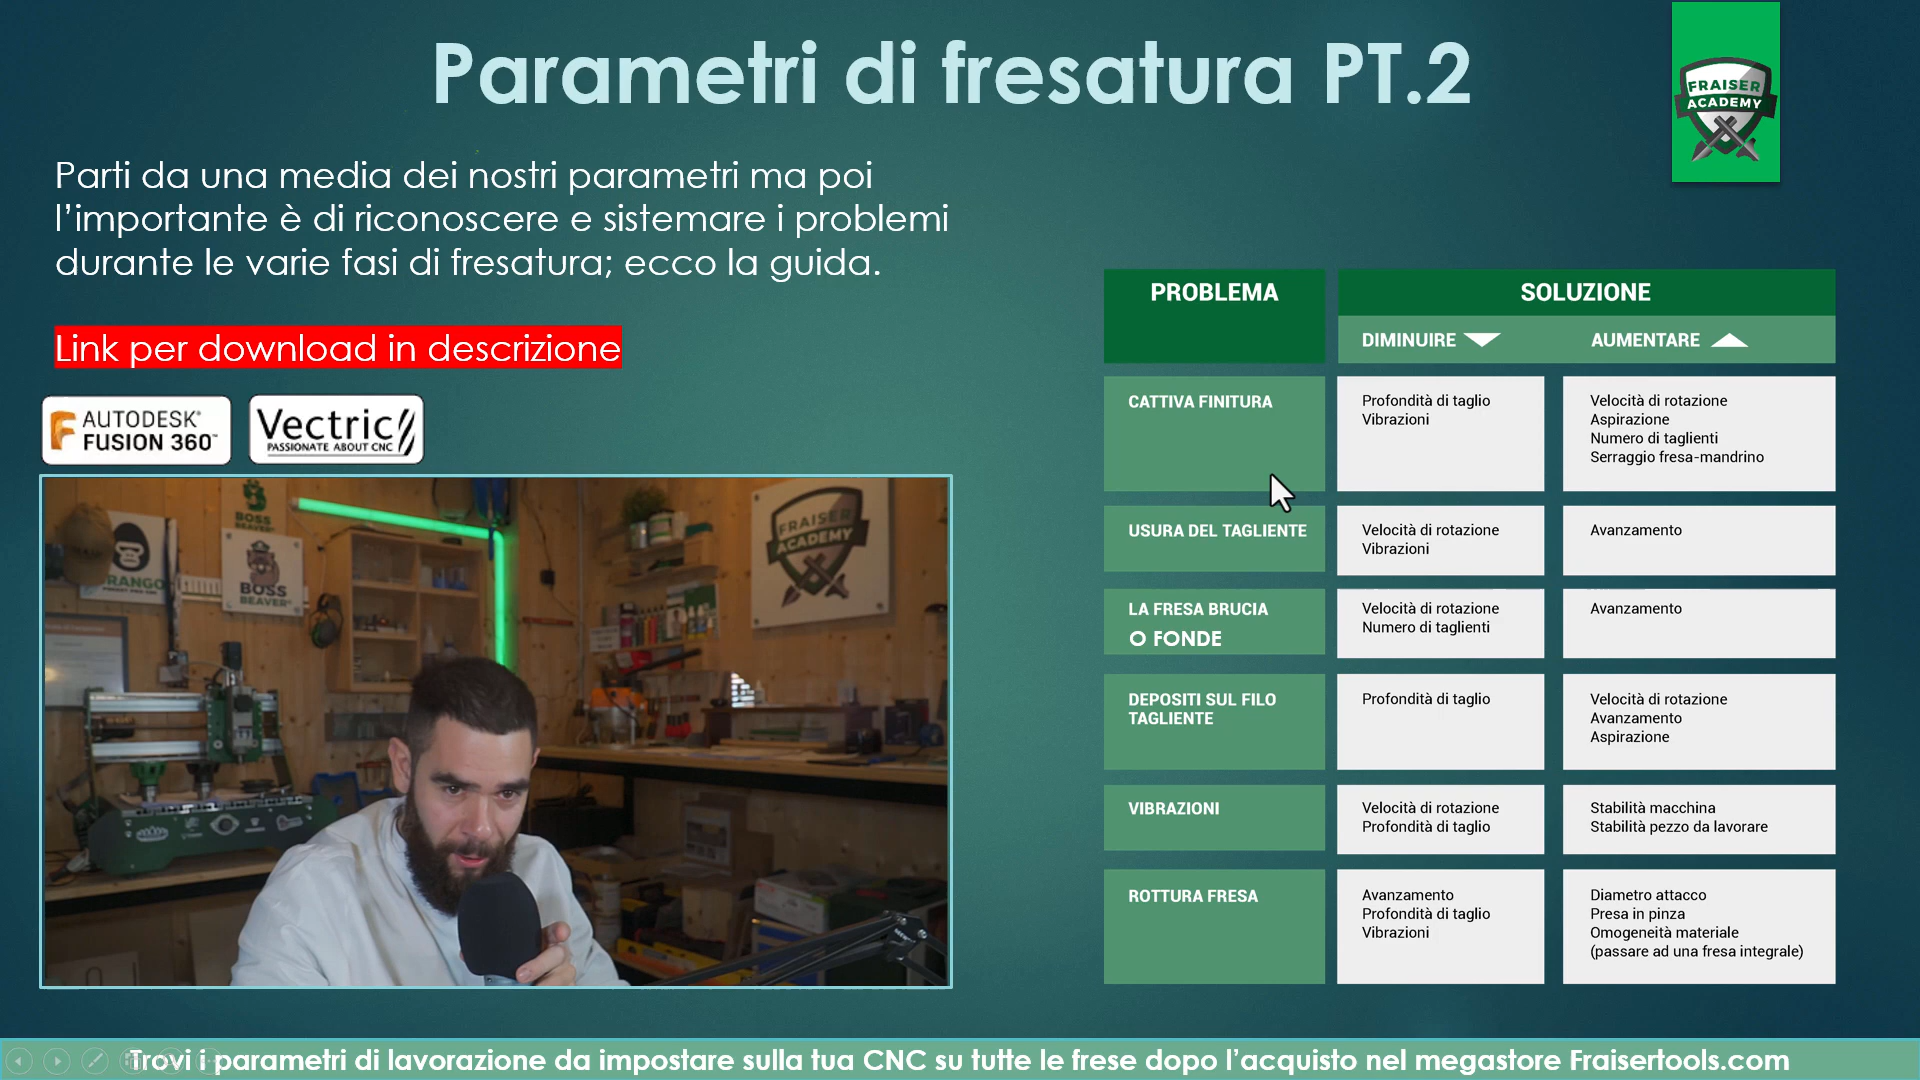 Parametri di fresatura PT.2
FRAISER
ACADEMY
Parti da una media dei nostri parametri ma poi
l’importante è di riconoscere e sistemare i problemi
durante le varie fasi di fresatura; ecco la guida.
Link per download in descrizione
AUTODESK®
FUSION 360™
Vectric
PASSIONATE ABOUT CNC
PROBLEMA
SOLUZIONE
DIMINUIRE
AUMENTARE
CATTIVA FINITURA
Profondità di taglio
Vibrazioni
Velocità di rotazione
Aspirazione
Numero di taglienti
Serraggio fresa-mandrino
USURA DEL TAGLIENTE
Velocità di rotazione
Vibrazioni
Avanzamento
LA FRESA BRUCIA
O FONDE
Velocità di rotazione
Numero di taglienti
Avanzamento
DEPOSITI SUL FILO
TAGLIENTE
Profondità di taglio
Velocità di rotazione
Avanzamento
Aspirazione
VIBRAZIONI
Velocità di rotazione
Profondità di taglio
Stabilità macchina
Stabilità pezzo da lavorare
ROTTURA FRESA
Avanzamento
Profondità di taglio
Vibrazioni
Diametro attacco
Presa in pinza
Omogeneità materiale
(passare ad una fresa integrale)
BOSS
BEAVER
RANGO
BOSS
BEAVER
FRAISER
ACADEMY
Trovi i parametri di lavorazione da impostare sulla tua CNC su tutte le frese dopo l’acquisto nel megastore Fraisertools.com